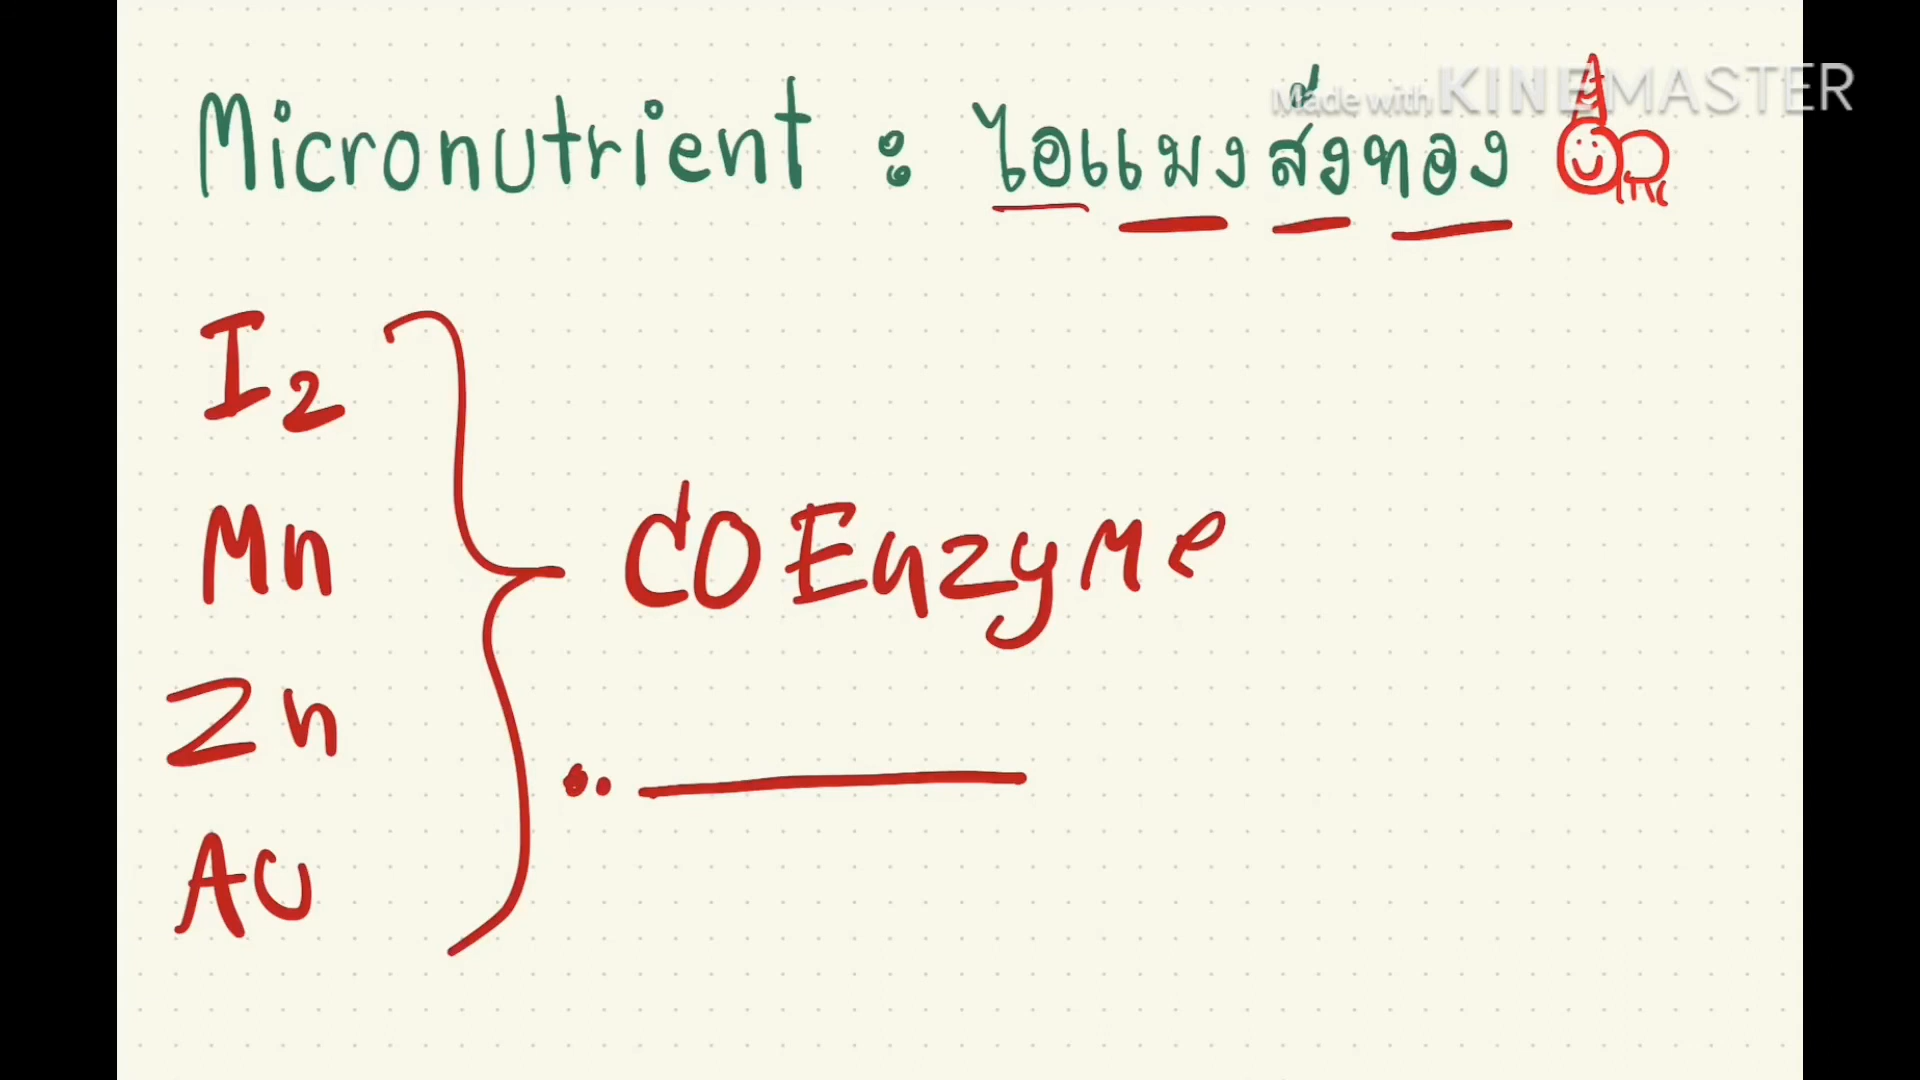 Micronutrient : ไอแมงส่งทอง
Made with KINEMASTER
I2
Mn
COEnzyme
Zn
Au